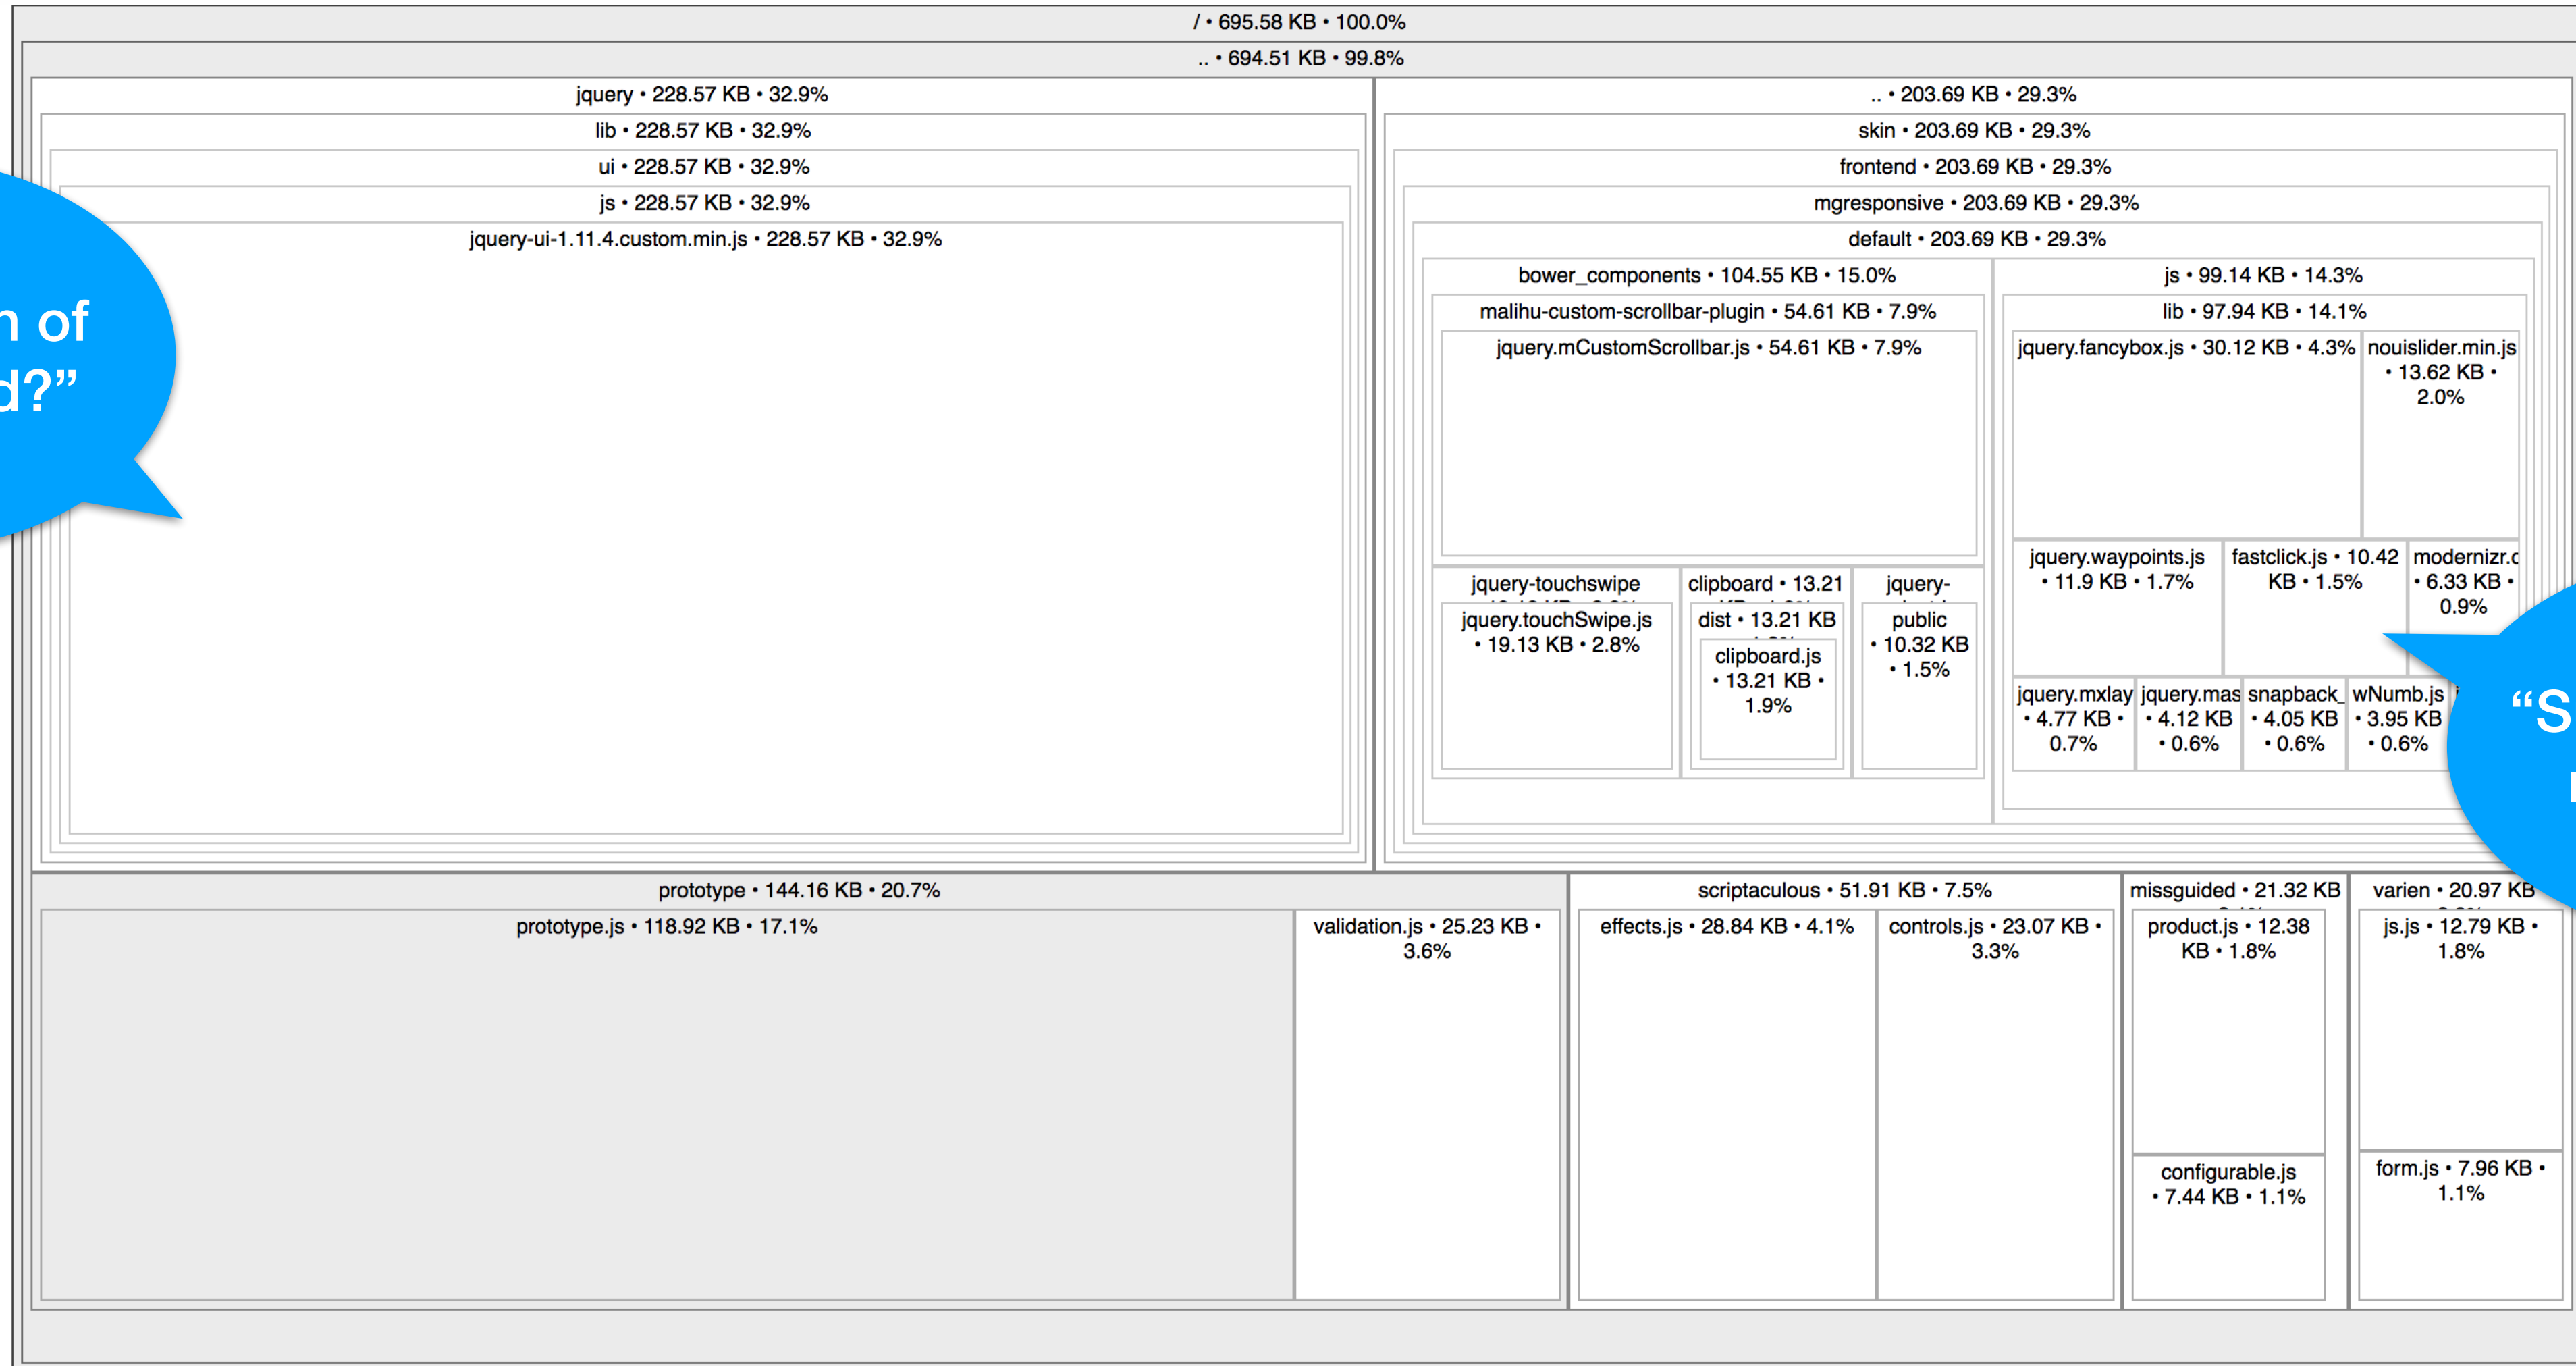 / • 695.58 KB • 100.0%
.. • 694.51 KB • 99.8%
jquery • 228.57 KB • 32.9%
lib • 228.57 KB • 32.9%
ui • 228.57 KB • 32.9%
js • 228.57 KB • 32.9%
jquery-ui-1.11.4.custom.min.js • 228.57 KB • 32.9%
of
?”
.. • 203.69 KB • 29.3%
skin • 203.69 KB • 29.3%
frontend • 203.69 KB • 29.3%
mgresponsive • 203.69 KB • 29.3%
default • 203.69 KB • 29.3%
bower_components • 104.55 KB • 15.0%
malihu-custom-scrollbar-plugin • 54.61 KB • 7.9%
jquery.mCustomScrollbar.js • 54.61 KB • 7.9%
jquery-touchswipe
jquery.touchSwipe.js
• 19.13 KB • 2.8%
clipboard • 13.21
dist • 13.21 KB
clipboard.js
• 13.21 KB •
1.9%
jquery-
public
• 10.32 KB
• 1.5%
js • 99.14 KB • 14.3%
lib • 97.94 KB • 14.1%
jquery.fancybox.js • 30.12 KB • 4.3%
nouislider.min.js
• 13.62 KB •
2.0%
jquery.waypoints.js
• 11.9 KB • 1.7%
fastclick.js • 10.42
KB • 1.5%
modernizr.c
• 6.33 KB •
0.9%
jquery.mxlay
• 4.77 KB •
0.7%
jquery.mas
• 4.12 KB
• 0.6%
snapback_
• 4.05 KB
• 0.6%
wNumb.js
• 3.95 KB
• 0.6%
“S
prototype • 144.16 KB • 20.7%
prototype.js • 118.92 KB • 17.1%
validation.js • 25.23 KB •
3.6%
scriptaculous • 51.91 KB • 7.5%
effects.js • 28.84 KB • 4.1%
controls.js • 23.07 KB •
3.3%
missguided • 21.32 KB
product.js • 12.38
KB • 1.8%
configurable.js
• 7.44 KB • 1.1%
varien • 20.97 KB
js.js • 12.79 KB •
1.8%
form.js • 7.96 KB •
1.1%